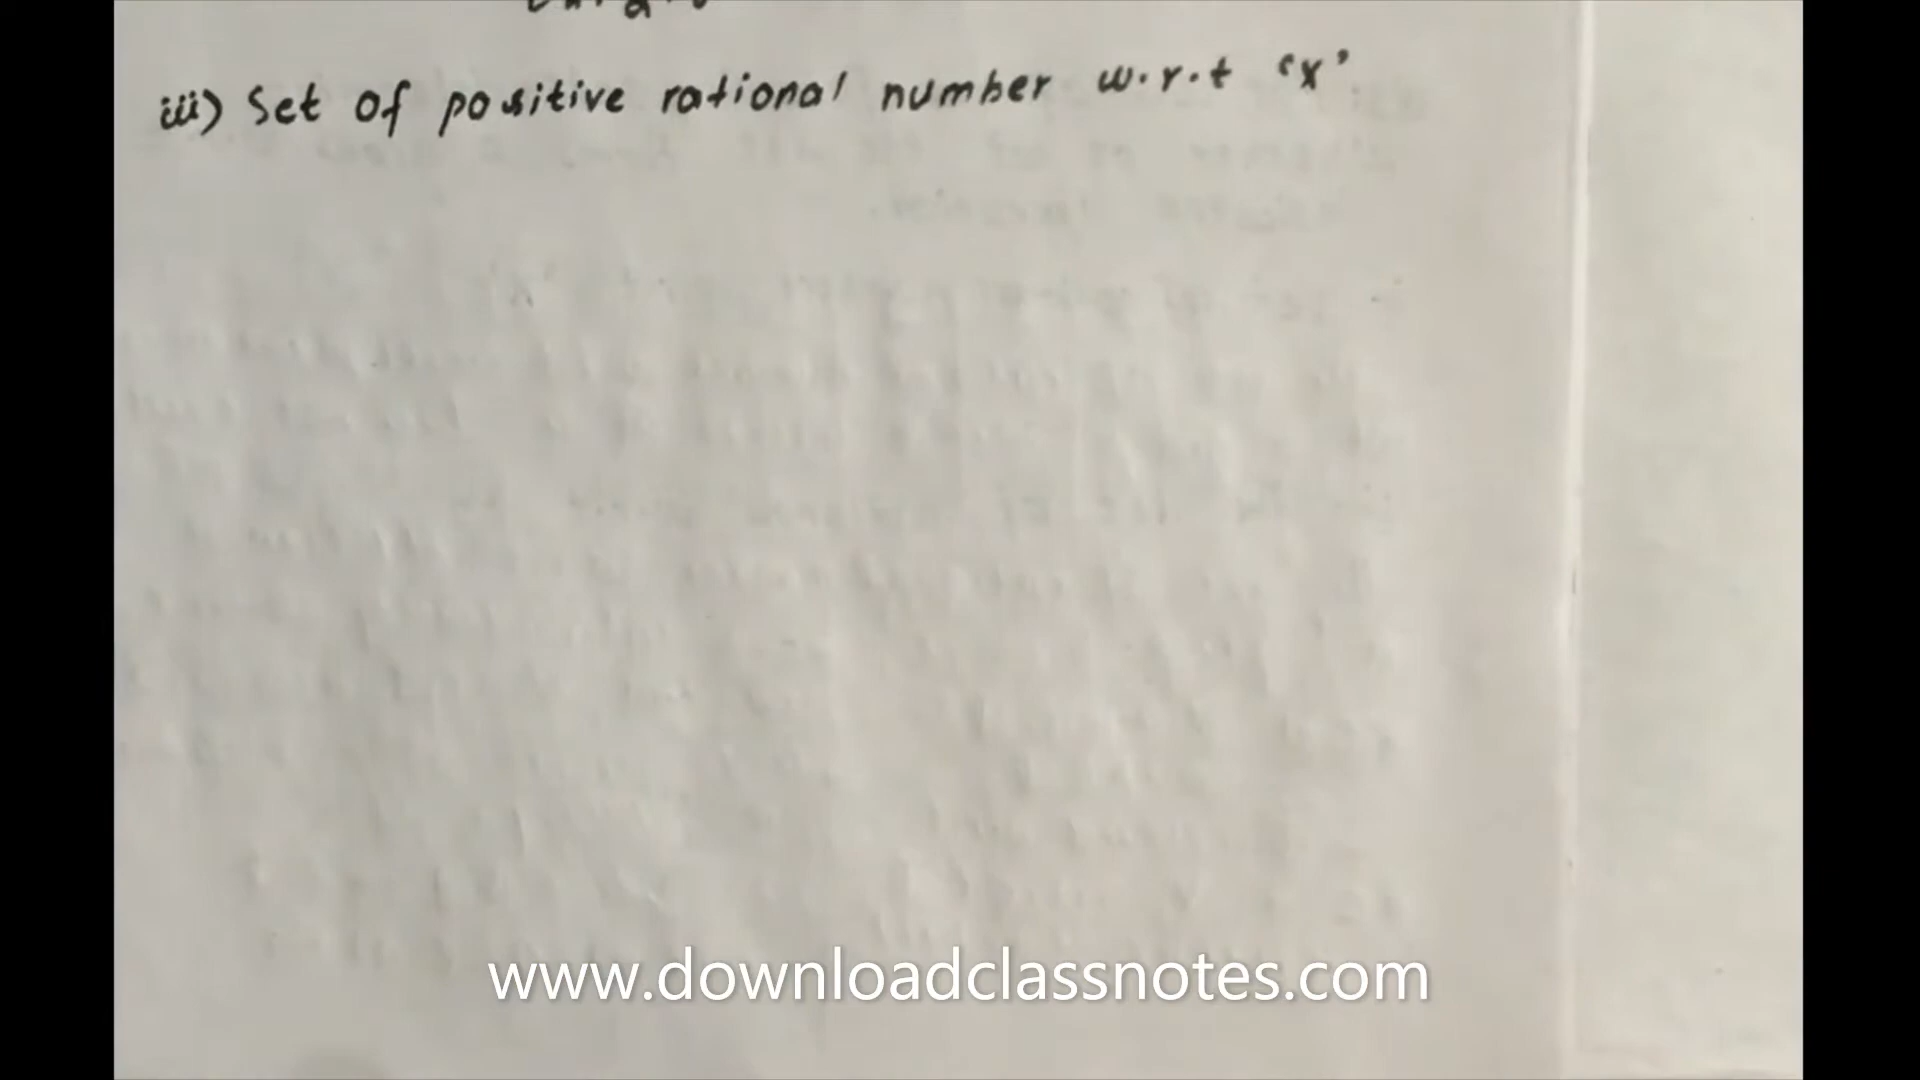 iii) Set of positive rational number w.r.t ‘x’
www.downloadclassnotes.com